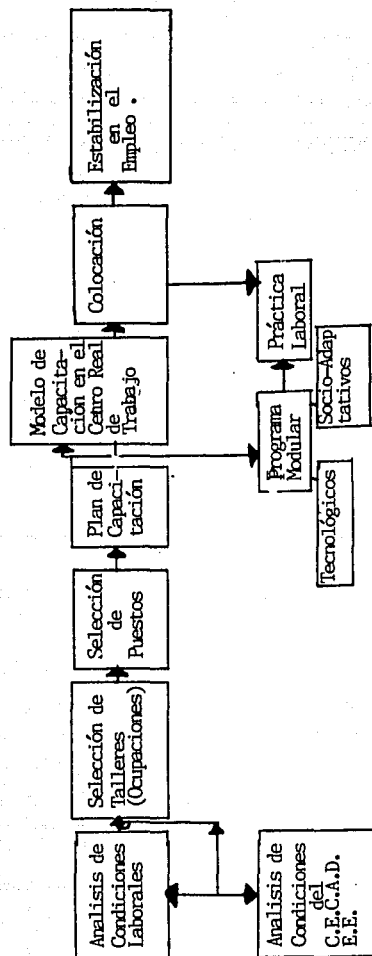 Analisis de
Condiciones
Laborales
Analisis de
Condiciones
del
C.E.C.A.D.
E.E.
Selección de
Talleres
(Ocupaciones)
Selección
de
Puestos
Plan de
Capaci-
tación
Modelo de
Capacita-
ción en el
Cetro Real
de
Trabajo
Colocación
Estabilización
en el
Empleo .
Programa
Modular
Tecnológicos
Socio-Adap
tativos
Práctica
Laboral